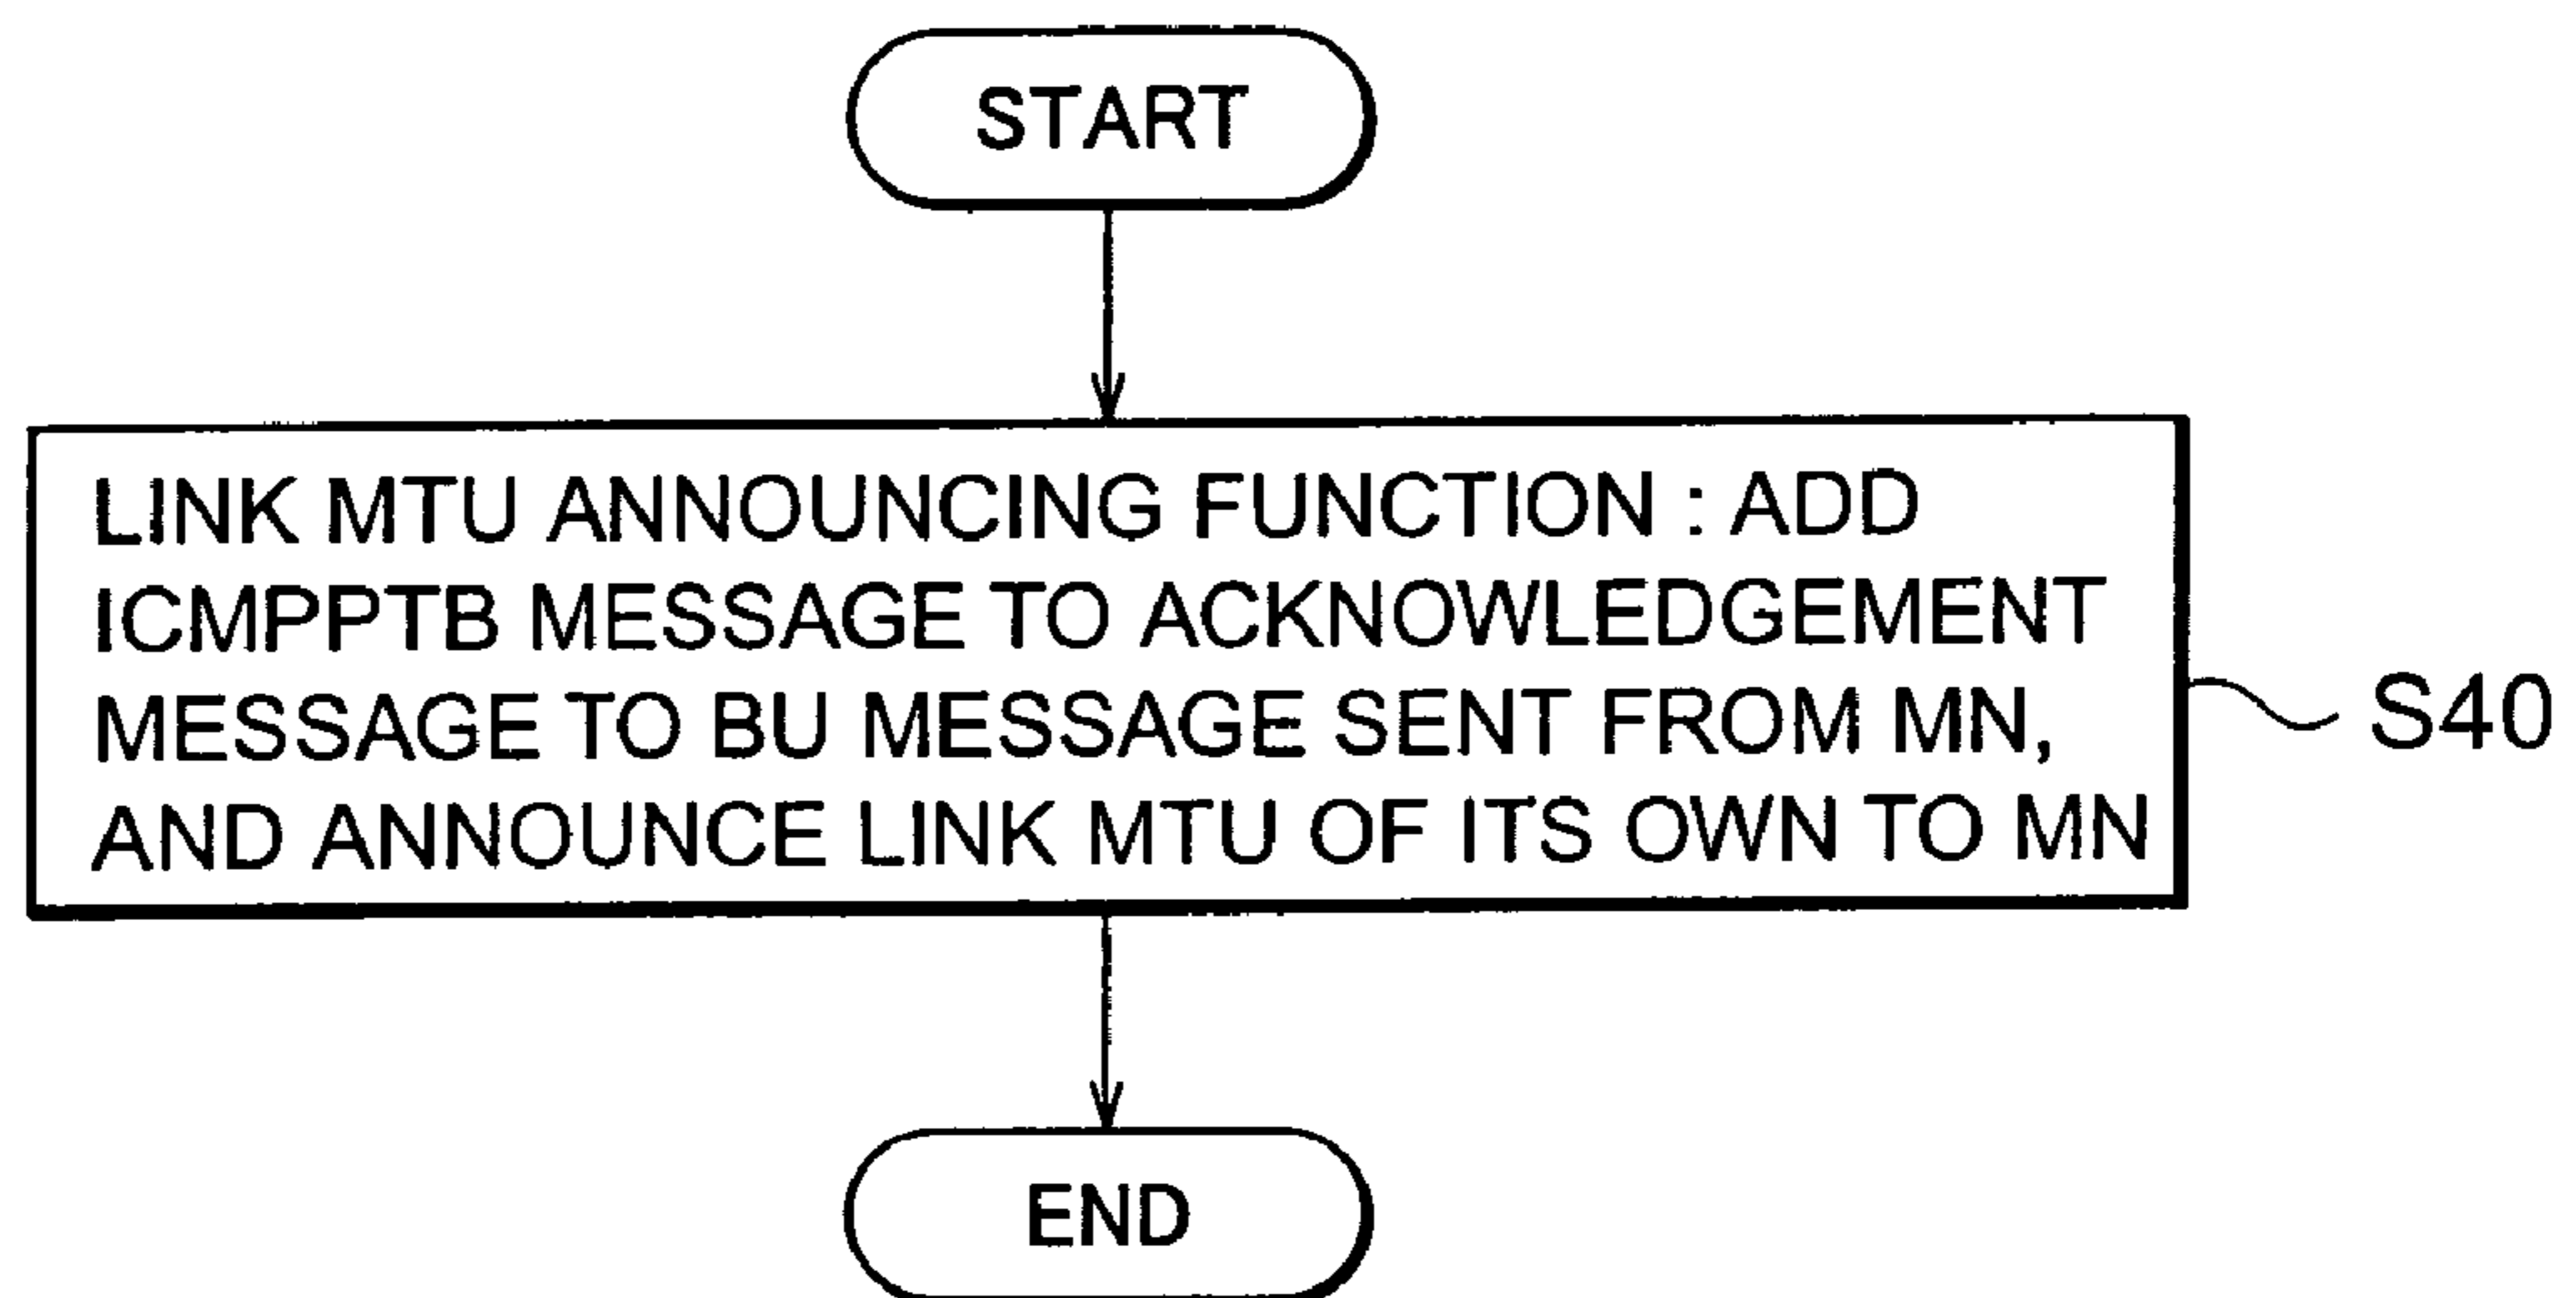 START
LINK MTU ANNOUNCING FUNCTION : ADD
ICMPPTB MESSAGE TO ACKNOWLEDGEMENT
MESSAGE TO BU MESSAGE SENT FROM MN,
AND ANNOUNCE LINK MTU OF ITS OWN TO MN
S40
END